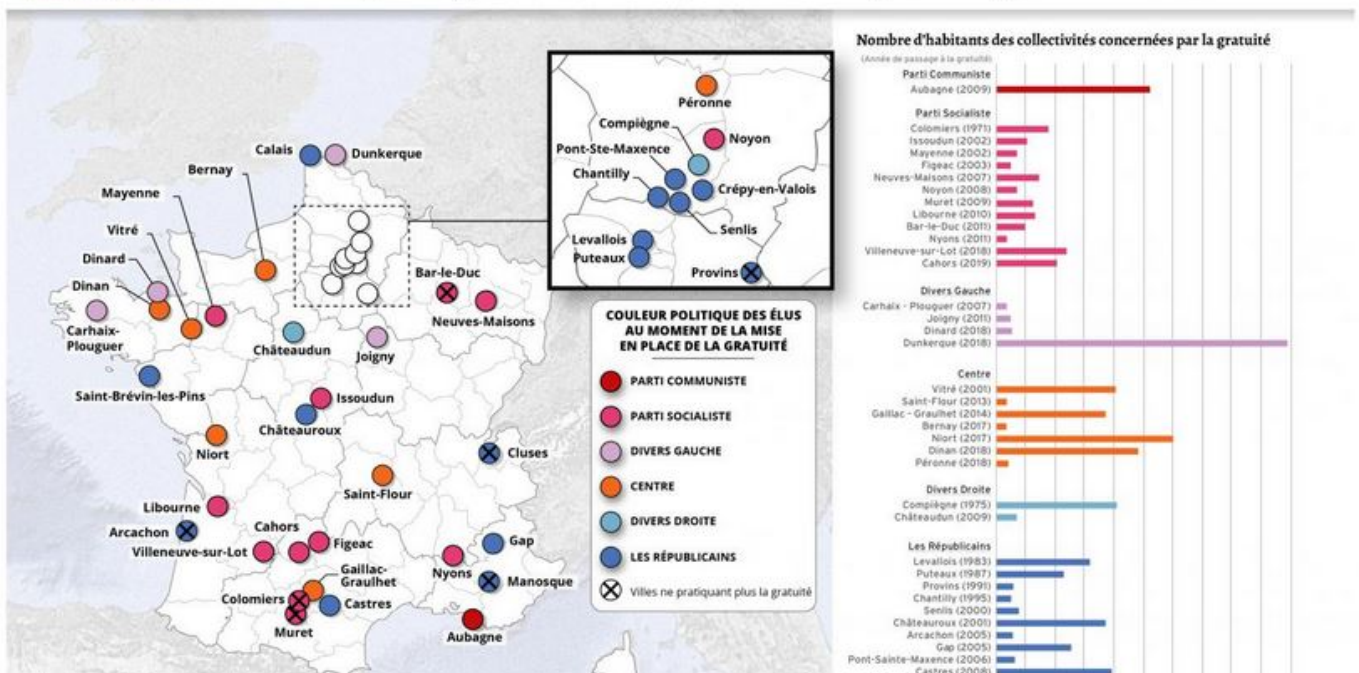 Calais
Dunkerque
Bernay
Mayenne
Vitré
Dinard
Dinan
Carhaix-
Plouguer
Saint-Brévin-les-Pins
Châteaudun
Joigny
Bar-le-Duc
Neuves-Maisons
Issoudun
Châteauroux
Niort
Cluses
Saint-Flour
Libourne
Arcachon
Villeneuve-sur-Lot
Cahors
Figeac
Gaillac-
Graulhet
Colomiers
Muret
Castres
Nyons
Gap
Manosque
Aubagne
Péronne
Compiègne
Noyon
Pont-Ste-Maxence
Chantilly
Crépy-en-Valois
Senlis
Levallois
Puteaux
Provins
COULEUR POLITIQUE DES ÉLUS
AU MOMENT DE LA MISE
EN PLACE DE LA GRATUITÉ
PARTI COMMUNISTE
PARTI SOCIALISTE
DIVERS GAUCHE
CENTRE
DIVERS DROITE
LES RÉPUBLICAINS
Villes ne pratiquant plus la gratuité
Nombre d'habitants des collectivités concernées par la gratuité
(Année de passage à la gratuité)
Parti Communiste
Aubagne (2009)
Parti Socialiste
Colomiers (1971)
Issoudun (2002)
Mayenne (2002)
Figeac (2003)
Neuves-Maisons (2007)
Noyon (2008)
Muret (2009)
Libourne (2010)
Bar-le-Duc (2011)
Nyons (2011)
Villeneuve-sur-Lot (2018)
Cahors (2019)
Divers Gauche
Carhaix - Plouguer (2007)
Joigny (2011)
Dinard (2018)
Dunkerque (2018)
Centre
Vitré (2001)
Saint-Flour (2013)
Gaillac - Graulhet (2014)
Bernay (2017)
Niort (2017)
Dinan (2018)
Péronne (2018)
Divers Droite
Compiègne (1975)
Châteaudun (2009)
Les Républicains
Levallois (1983)
Puteaux (1987)
Provins (1991)
Chantilly (1995)
Senlis (2000)
Châteauroux (2001)
Arcachon (2005)
Gap (2005)
Pont-Sainte-Maxence (2006)
Castres (2008)